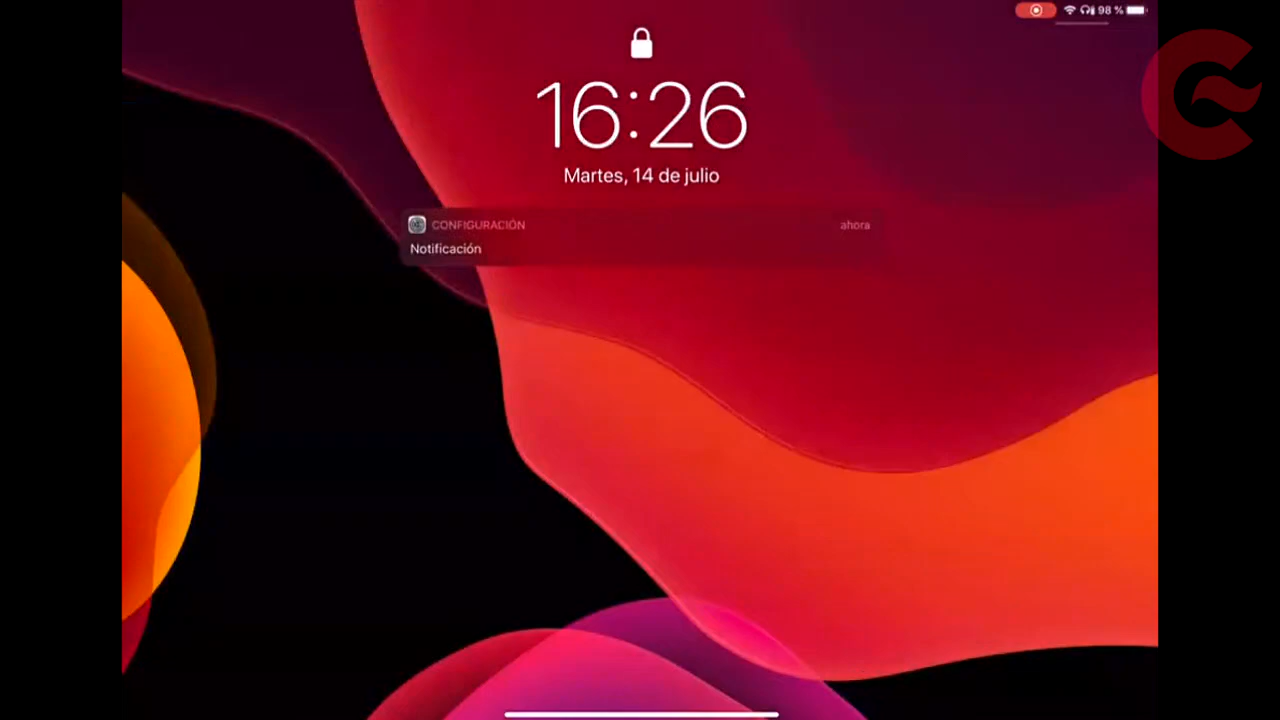 98 %
16:26
Martes, 14 de julio
CONFIGURACIÓN ahora
Notificación